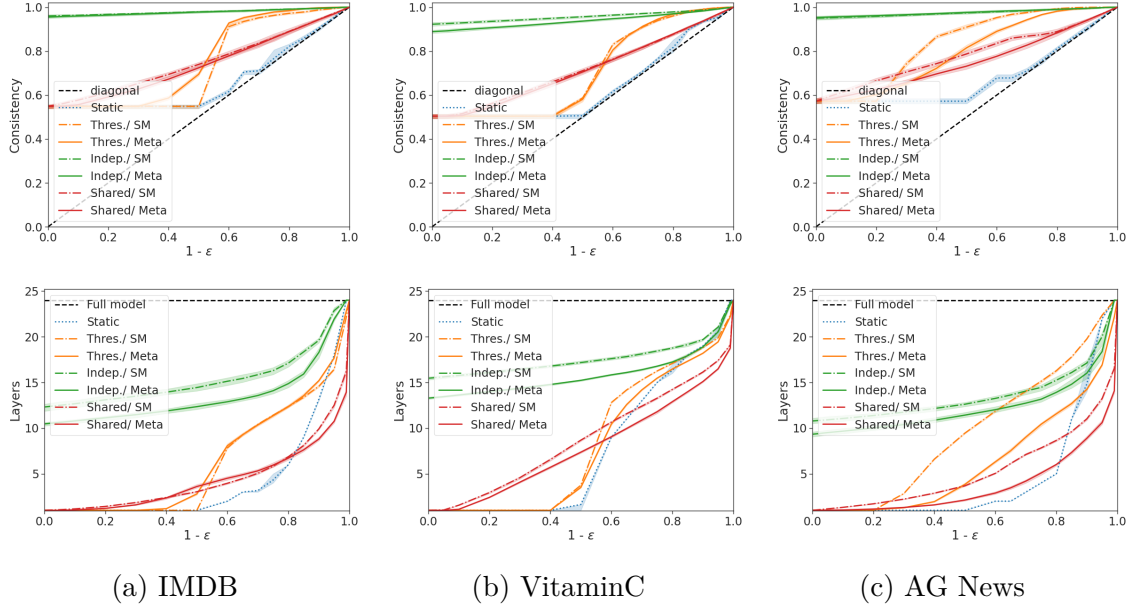 1.0
0.8
0.6
0.4
0.2
0.0
Consistency
diagonal
Static
Thres./ SM
Thres./ Meta
Indep./ SM
Indep./ Meta
Shared/ SM
Shared/ Meta
0.0 0.2 0.4 0.6 0.8 1.0
1 - ε
1.0
0.8
0.6
0.4
0.2
0.0
Consistency
diagonal
Static
Thres./ SM
Thres./ Meta
Indep./ SM
Indep./ Meta
Shared/ SM
Shared/ Meta
0.0 0.2 0.4 0.6 0.8 1.0
1 - ε
1.0
0.8
0.6
0.4
0.2
0.0
Consistency
diagonal
Static
Thres./ SM
Thres./ Meta
Indep./ SM
Indep./ Meta
Shared/ SM
Shared/ Meta
0.0 0.2 0.4 0.6 0.8 1.0
1 - ε
25
20
15
10
5
Layers
Full model
Static
Thres./ SM
Thres./ Meta
Indep./ SM
Indep./ Meta
Shared/ SM
Shared/ Meta
0.0 0.2 0.4 0.6 0.8 1.0
1 - ε
25
20
15
10
5
Layers
Full model
Static
Thres./ SM
Thres./ Meta
Indep./ SM
Indep./ Meta
Shared/ SM
Shared/ Meta
0.0 0.2 0.4 0.6 0.8 1.0
1 - ε
25
20
15
10
5
Layers
Full model
Static
Thres./ SM
Thres./ Meta
Indep./ SM
Indep./ Meta
Shared/ SM
Shared/ Meta
0.0 0.2 0.4 0.6 0.8 1.0
1 - ε
(a) IMDB
(b) VitaminC
(c) AG News